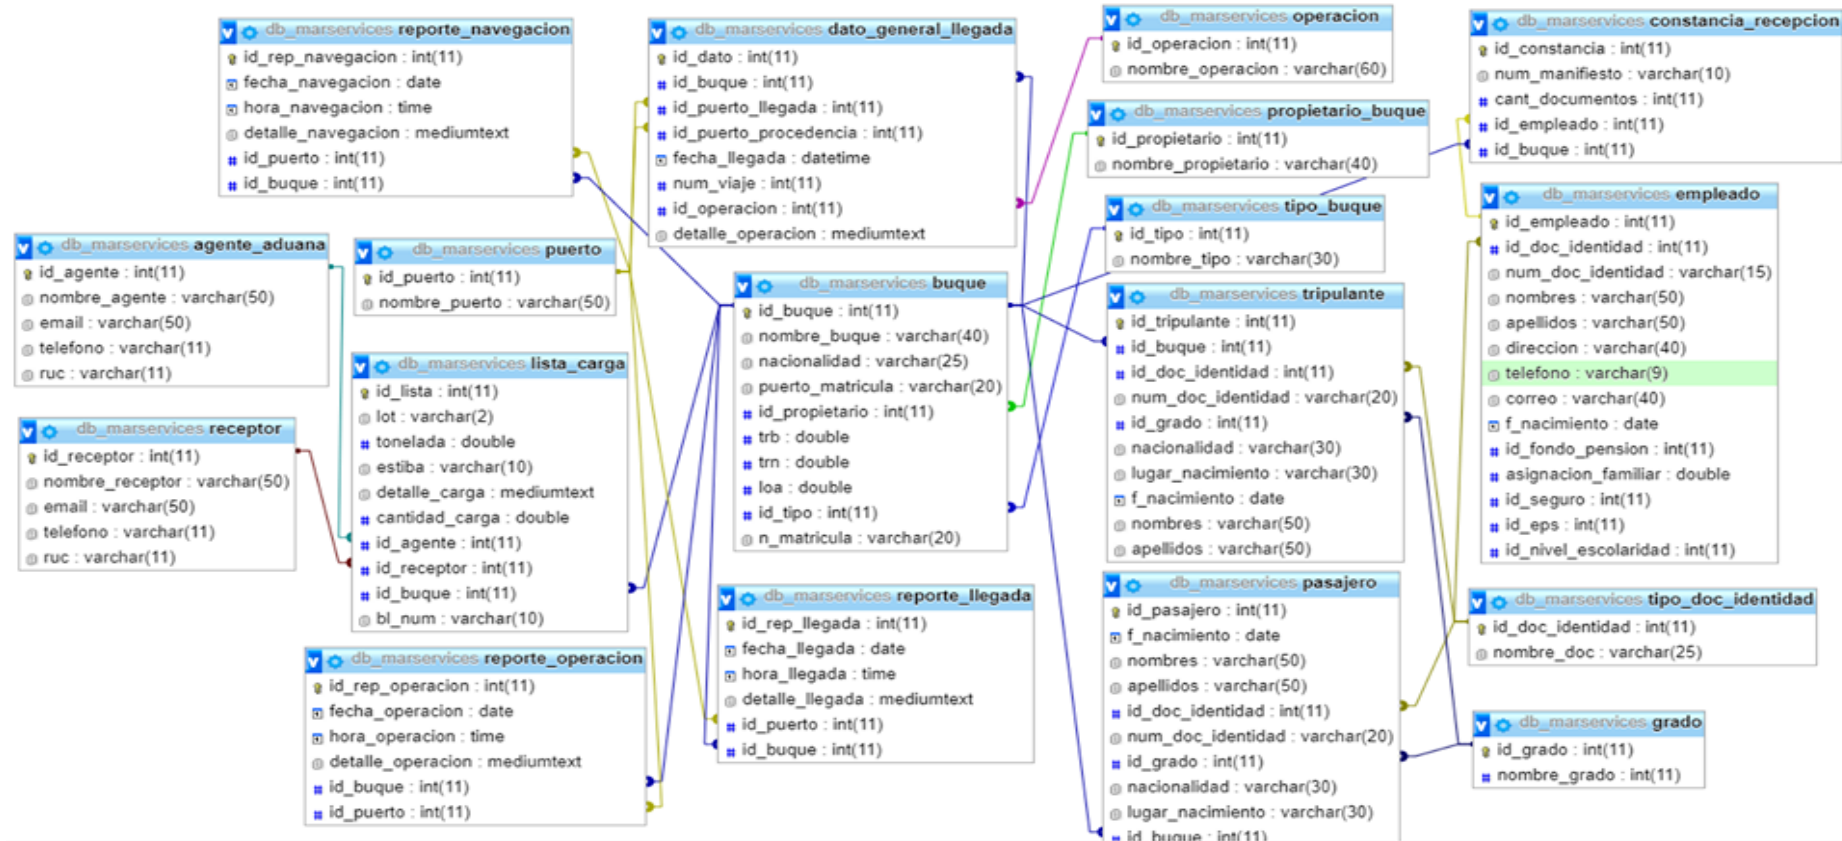 db_marservices reporte_navegacion
id_rep_navegacion : int(11)
fecha_navegacion : date
hora_navegacion : time
detalle_navegacion : mediumtext
id_puerto : int(11)
id_buque : int(11)
db_marservices dato_general_llegada
id_dato : int(11)
id_buque : int(11)
id_puerto_llegada : int(11)
id_puerto_procedencia : int(11)
fecha_llegada : datetime
num_viaje : int(11)
id_operacion : int(11)
detalle_operacion : mediumtext
db_marservices operacion
id_operacion : int(11)
nombre_operacion : varchar(60)
db_marservices propietario_buque
id_propietario : int(11)
nombre_propietario : varchar(40)
db_marservices constancia_recepcion
id_constancia : int(11)
num_manifiesto : varchar(10)
cant_documentos : int(11)
id_empleado : int(11)
id_buque : int(11)
db_marservices agente_aduana
id_agente : int(11)
nombre_agente : varchar(50)
email : varchar(50)
telefono : varchar(11)
ruc : varchar(11)
db_marservices puerto
id_puerto : int(11)
nombre_puerto : varchar(50)
db_marservices tipo_buque
id_tipo : int(11)
nombre_tipo : varchar(30)
db_marservices empleado
id_empleado : int(11)
id_doc_identidad : int(11)
num_doc_identidad : varchar(15)
nombres : varchar(50)
apellidos : varchar(50)
direccion : varchar(40)
telefono : varchar(9)
correo : varchar(40)
f_nacimiento : date
id_fondo_pension : int(11)
asignacion_familiar : double
id_seguro : int(11)
id_eps : int(11)
id_nivel_escolaridad : int(11)
db_marservices buque
id_buque : int(11)
nombre_buque : varchar(40)
nacionalidad : varchar(25)
puerto_matricula : varchar(20)
id_propietario : int(11)
trb : double
trn : double
loa : double
id_tipo : int(11)
n_matricula : varchar(20)
db_marservices tripulante
id_tripulante : int(11)
id_buque : int(11)
id_doc_identidad : int(11)
num_doc_identidad : varchar(20)
id_grado : int(11)
nacionalidad : varchar(30)
lugar_nacimiento : varchar(30)
f_nacimiento : date
nombres : varchar(50)
apellidos : varchar(50)
db_marservices lista_carga
id_lista : int(11)
lot : varchar(2)
tonelada : double
estiba : varchar(10)
detalle_carga : mediumtext
cantidad_carga : double
id_agente : int(11)
id_receptor : int(11)
id_buque : int(11)
bl_num : varchar(10)
db_marservices receptor
id_receptor : int(11)
nombre_receptor : varchar(50)
email : varchar(50)
telefono : varchar(11)
ruc : varchar(11)
db_marservices reporte_llegada
id_rep_llegada : int(11)
fecha_llegada : date
hora_llegada : time
detalle_llegada : mediumtext
id_puerto : int(11)
id_buque : int(11)
db_marservices pasajero
id_pasajero : int(11)
f_nacimiento : date
nombres : varchar(50)
apellidos : varchar(50)
id_doc_identidad : int(11)
num_doc_identidad : varchar(20)
id_grado : int(11)
nacionalidad : varchar(30)
lugar_nacimiento : varchar(30)
id_buque : int(11)
db_marservices tipo_doc_identidad
id_doc_identidad : int(11)
nombre_doc : varchar(25)
db_marservices reporte_operacion
id_rep_operacion : int(11)
fecha_operacion : date
hora_operacion : time
detalle_operacion : mediumtext
id_buque : int(11)
id_puerto : int(11)
db_marservices grado
id_grado : int(11)
nombre_grado : int(11)